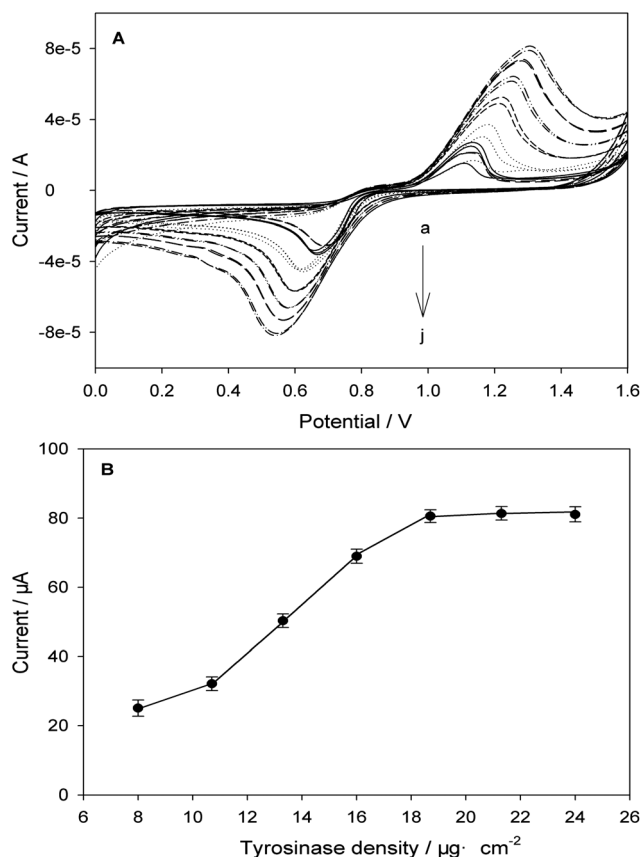 A
8e-5
4e-5
0
-4e-5
-8e-5
Current / A
a
j
0.0 0.2 0.4 0.6 0.8 1.0 1.2 1.4 1.6
Potential / V
B
100
80
60
40
20
0
Current / µA
6 8 10 12 14 16 18 20 22 24 26
Tyrosinase density / µg· cm-2